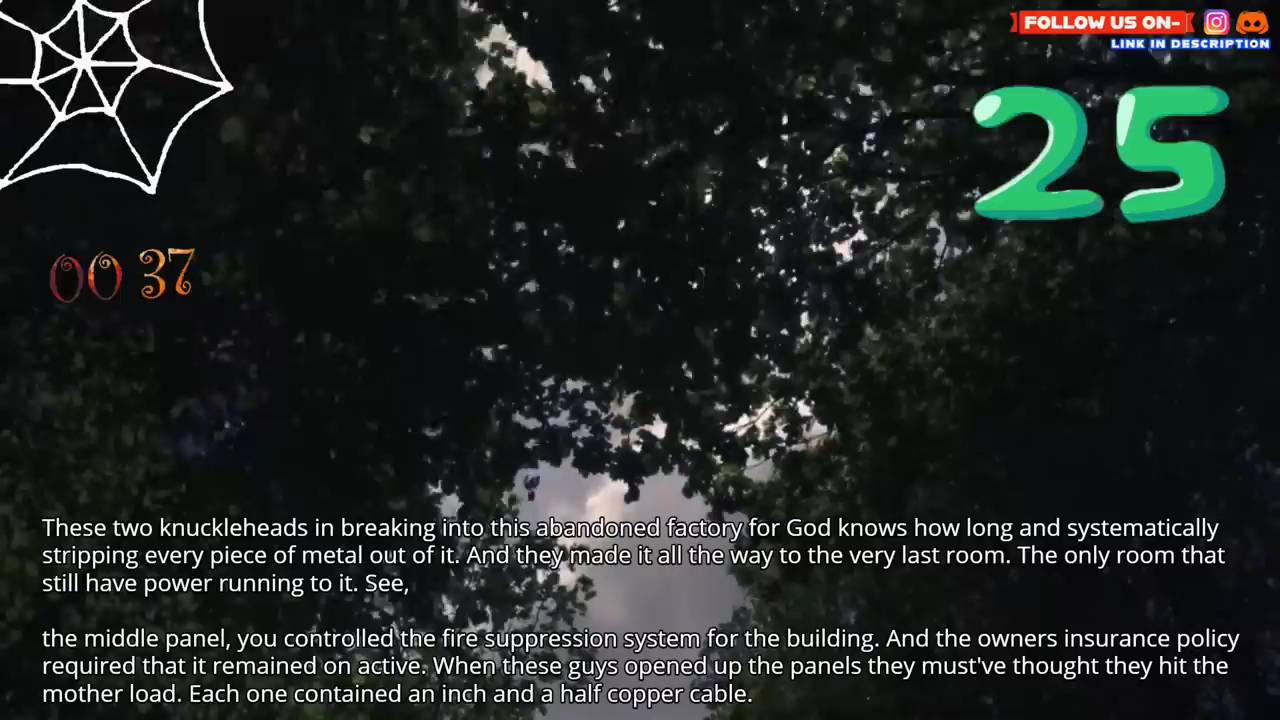 FOLLOW US ON-
LINK IN DESCRIPTION
25
00 37
These two knuckleheads in breaking into this abandoned factory for God knows how long and systematically
stripping every piece of metal out of it. And they made it all the way to the very last room. The only room that
still have power running to it. See,
the middle panel, you controlled the fire suppression system for the building. And the owners insurance policy
required that it remained on active. When these guys opened up the panels they must've thought they hit the
mother load. Each one contained an inch and a half copper cable.